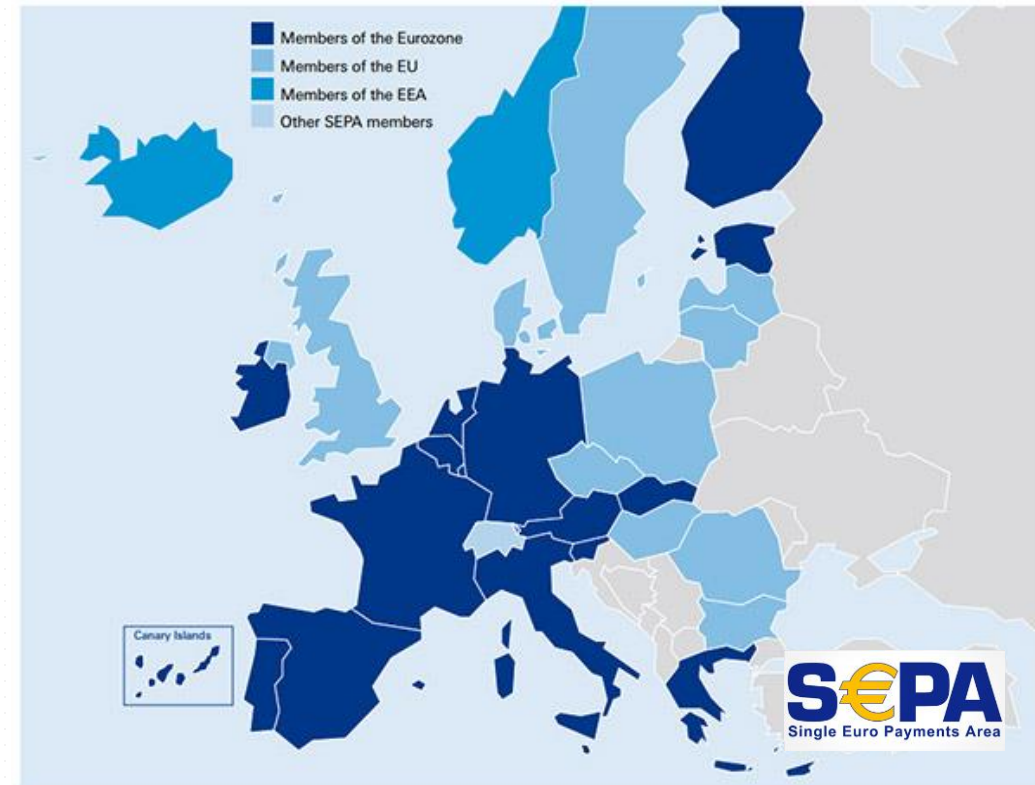 Members of the Eurozone
Members of the EU
Members of the EEA
Other SEPA members
Canary Islands
S€PA
Single Euro Payments Area